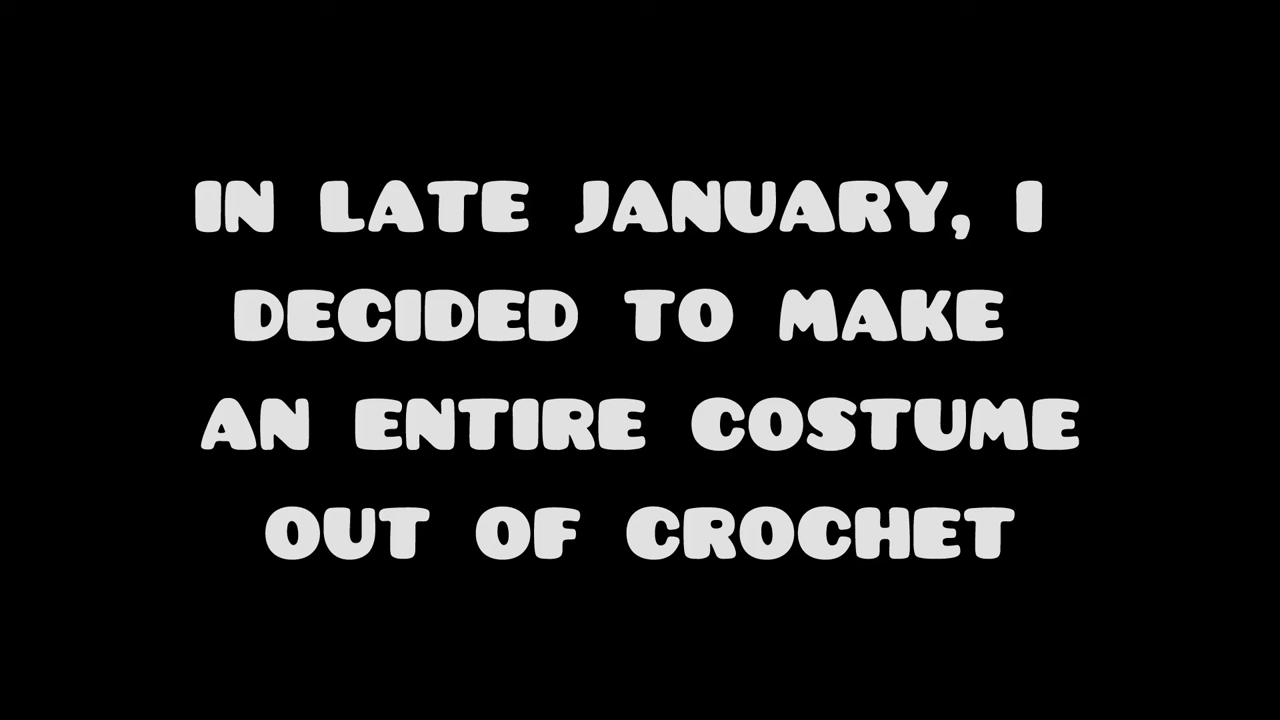 IN LATE JANUARY, I
DECIDED TO MAKE
AN ENTIRE COSTUME
OUT OF CROCHET